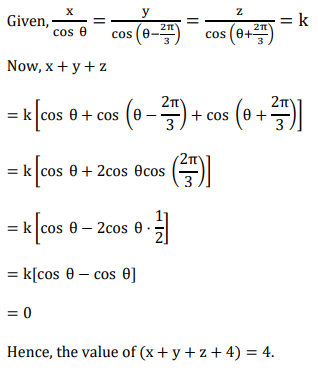 Given, x/cos θ = y/cos (θ−2π/3) = z/cos (θ+2π/3) = k
Now, x + y + z
= k[cos θ + cos (θ − 2π/3) + cos (θ + 2π/3)]
= k[cos θ + 2cos θcos (2π/3)]
= k[cos θ − 2cos θ · 1/2]
= k[cos θ − cos θ]
= 0
Hence, the value of (x + y + z + 4) = 4.